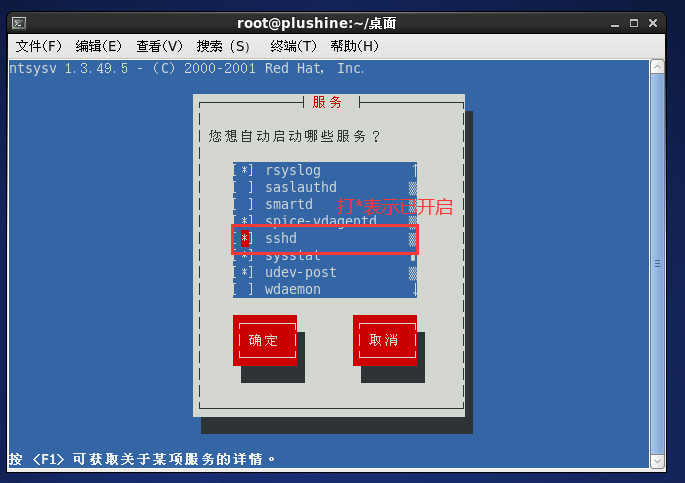 root@plushine:~/桌面
文件(F) 编辑(E) 查看(V) 搜索 (S) 终端(T) 帮助(H)
ntsysv 1.3.49.5 - (C) 2000-2001 Red Hat, Inc.
服务
您想自动启动哪些服务？
[*] rsyslog
[ ] saslauthd
[ ] smartd
打*表示已开启
[*] spice-vdagentd
[*] sshd
[*] sysstat
[*] udev-post
[ ] wdaemon
确定 取消
按 <F1> 可获取关于某项服务的详情。